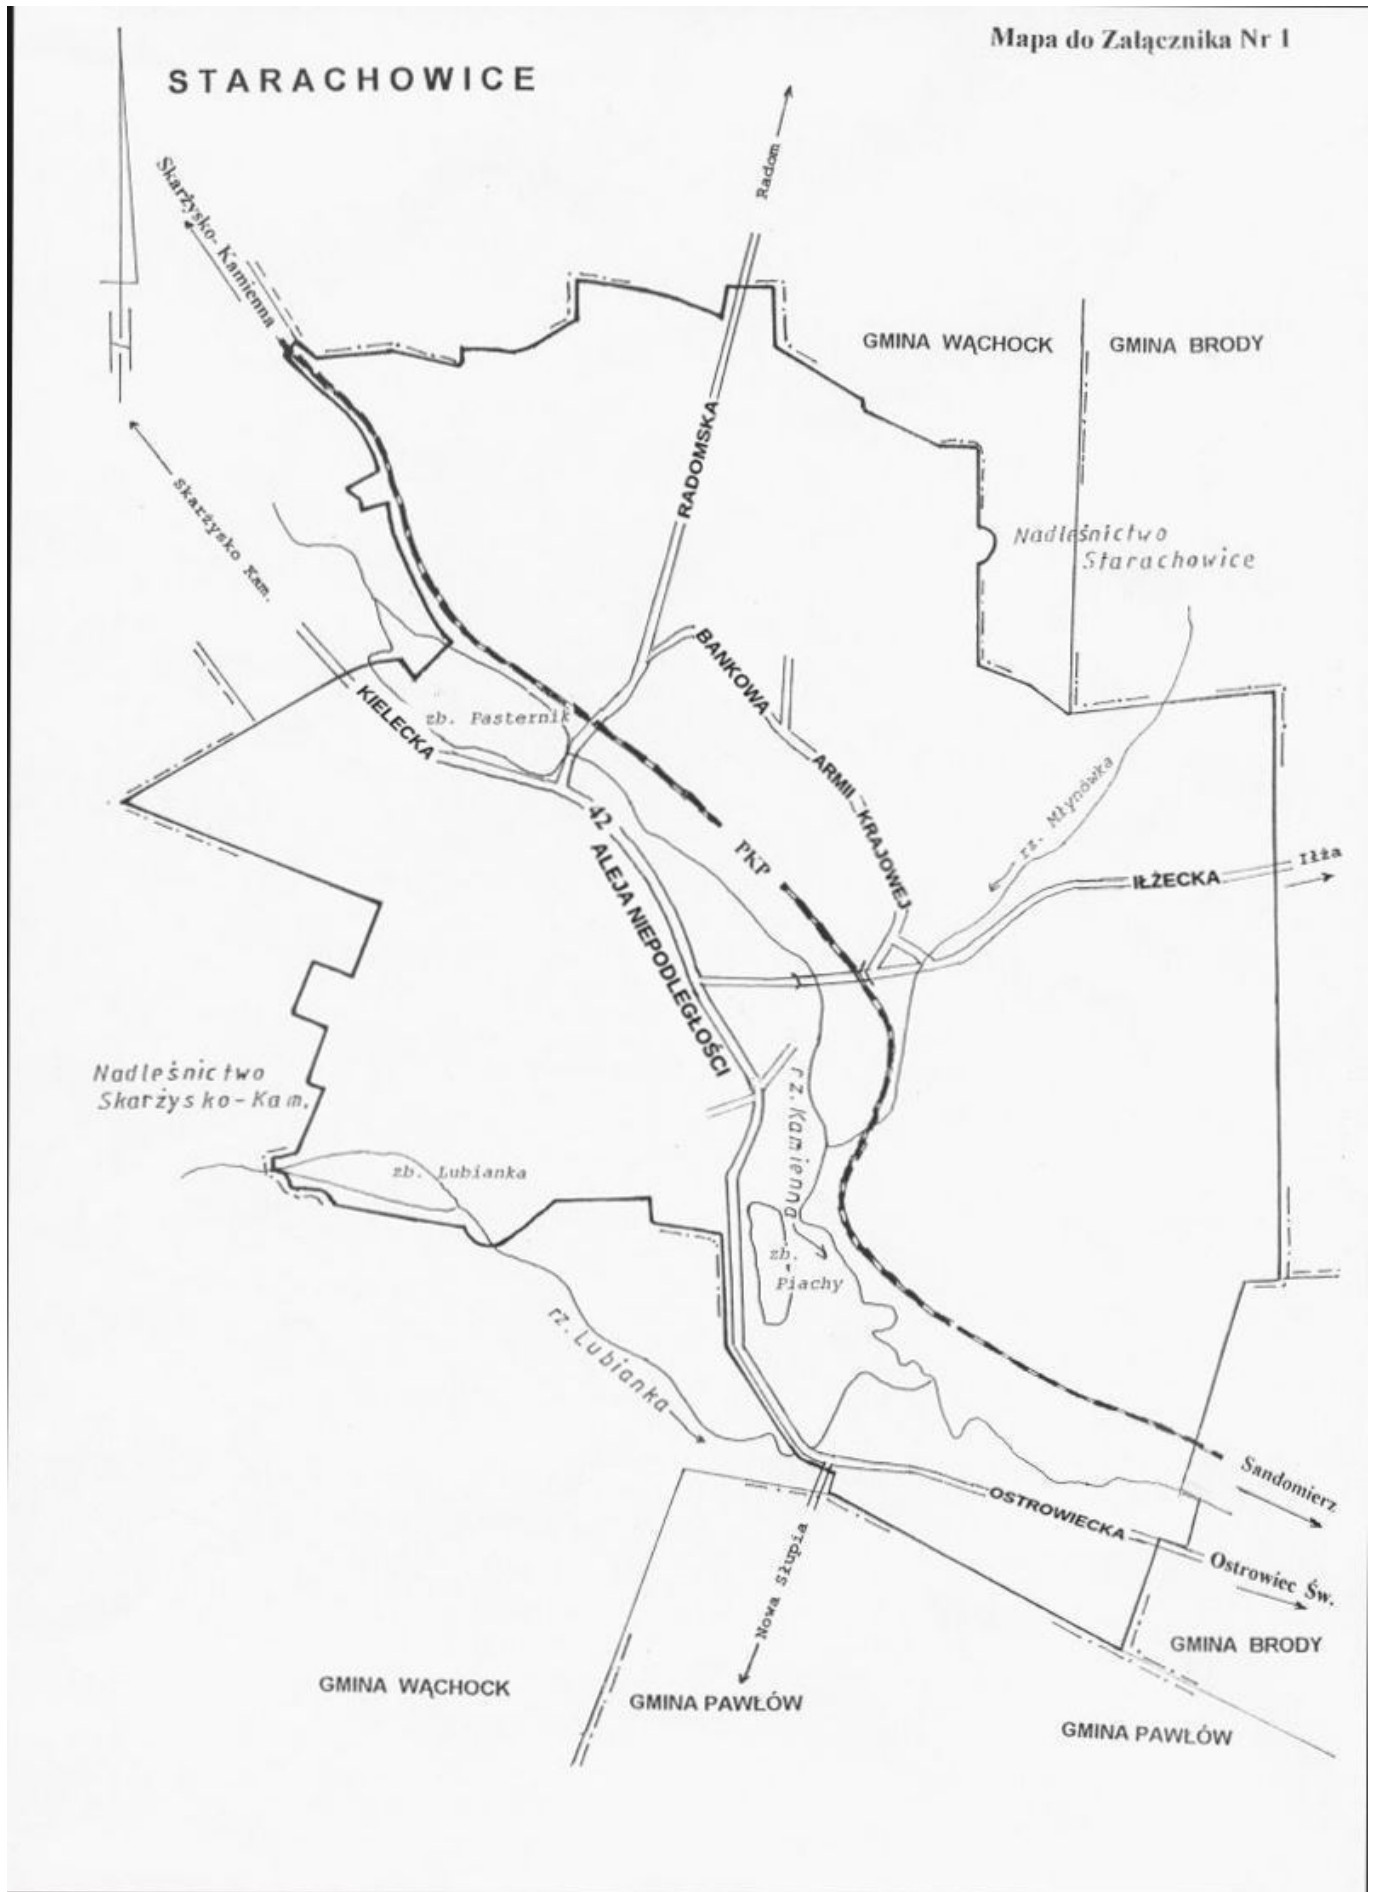 Mapa do Załącznika Nr 1
STARACHOWICE
Radom
Skarżysko-Kamienna
GMINA WĄCHOCK
GMINA BRODY
RADOMSKA
Skarżysko Kam.
Nadleśnictwo
Starachowice
BANKOWA
KIELECKA
zb. Pasternik
ARMII KRAJOWEJ
rz. Młynówka
42
ALEJA NIEPODLEGŁOŚCI
PKP
IŁŻECKA
Iłża
Nadleśnictwo
Skarżysko-Kam.
rz. Kamienna
zb. Lubianka
zb.
Piachy
rz. Lubianka
Sandomierz
OSTROWIECKA
Nowa Słupia
Ostrowiec Św.
GMINA BRODY
GMINA WĄCHOCK
GMINA PAWŁÓW
GMINA PAWŁÓW